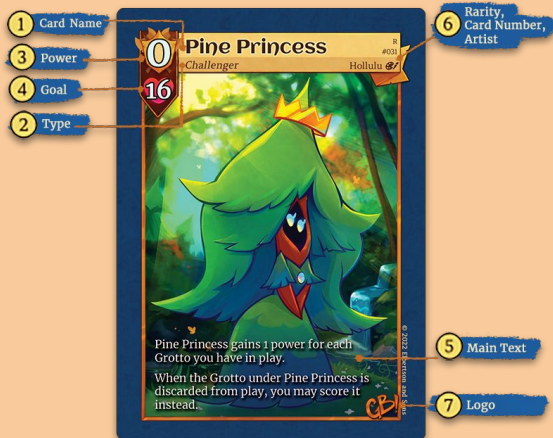 1 Card Name
3 Power
4 Goal
2 Type
0
16
Pine Princess
Challenger
R
#031
Hollulu
6 Rarity,
Card Number,
Artist
Pine Princess gains 1 power for each
Grotto you have in play.
When the Grotto under Pine Princess is
discarded from play, you may score it
instead.
5 Main Text
7 Logo
© 2022
and Sons